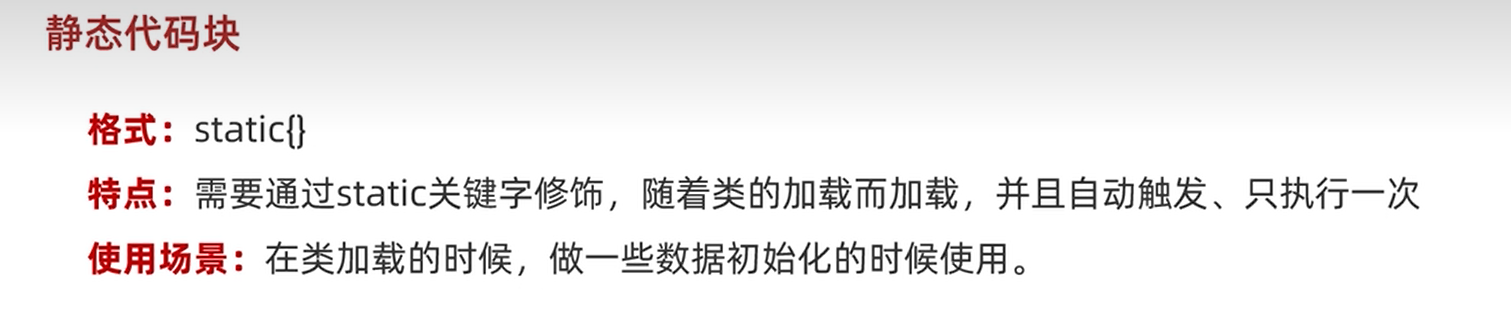 静态代码块
格式：static{}
特点：需要通过static关键字修饰，随着类的加载而加载，并且自动触发、只执行一次
使用场景：在类加载的时候，做一些数据初始化的时候使用。